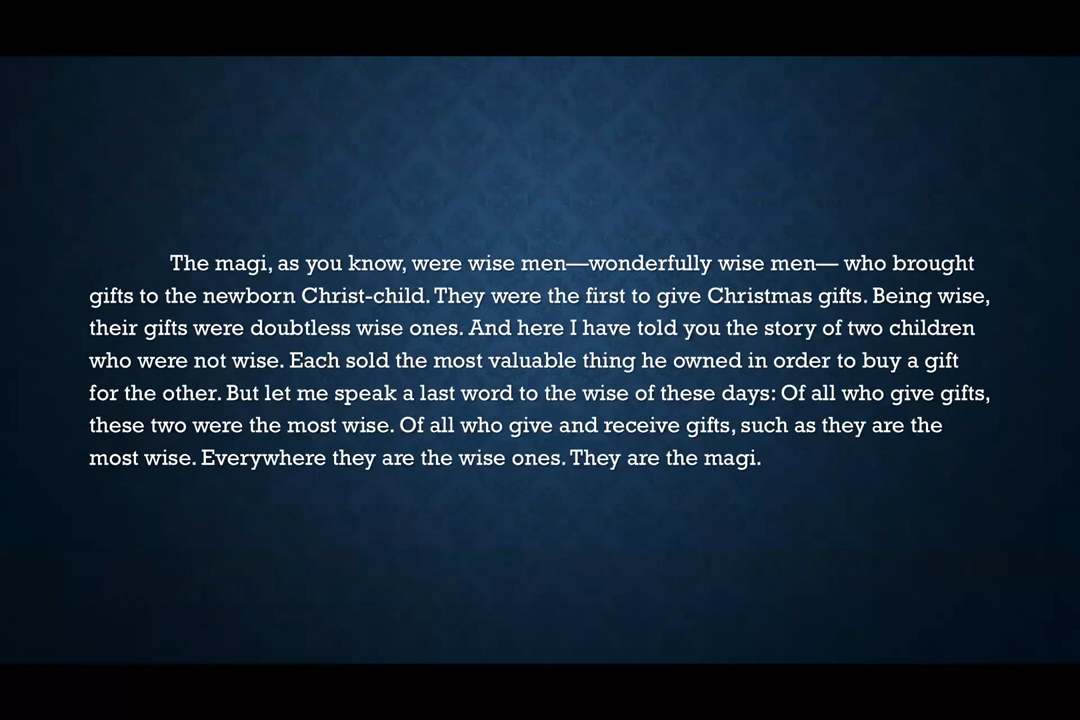 The magi, as you know, were wise men—wonderfully wise men— who brought
gifts to the newborn Christ-child. They were the first to give Christmas gifts. Being wise,
their gifts were doubtless wise ones. And here I have told you the story of two children
who were not wise. Each sold the most valuable thing he owned in order to buy a gift
for the other. But let me speak a last word to the wise of these days: Of all who give gifts,
these two were the most wise. Of all who give and receive gifts, such as they are the
most wise. Everywhere they are the wise ones. They are the magi.